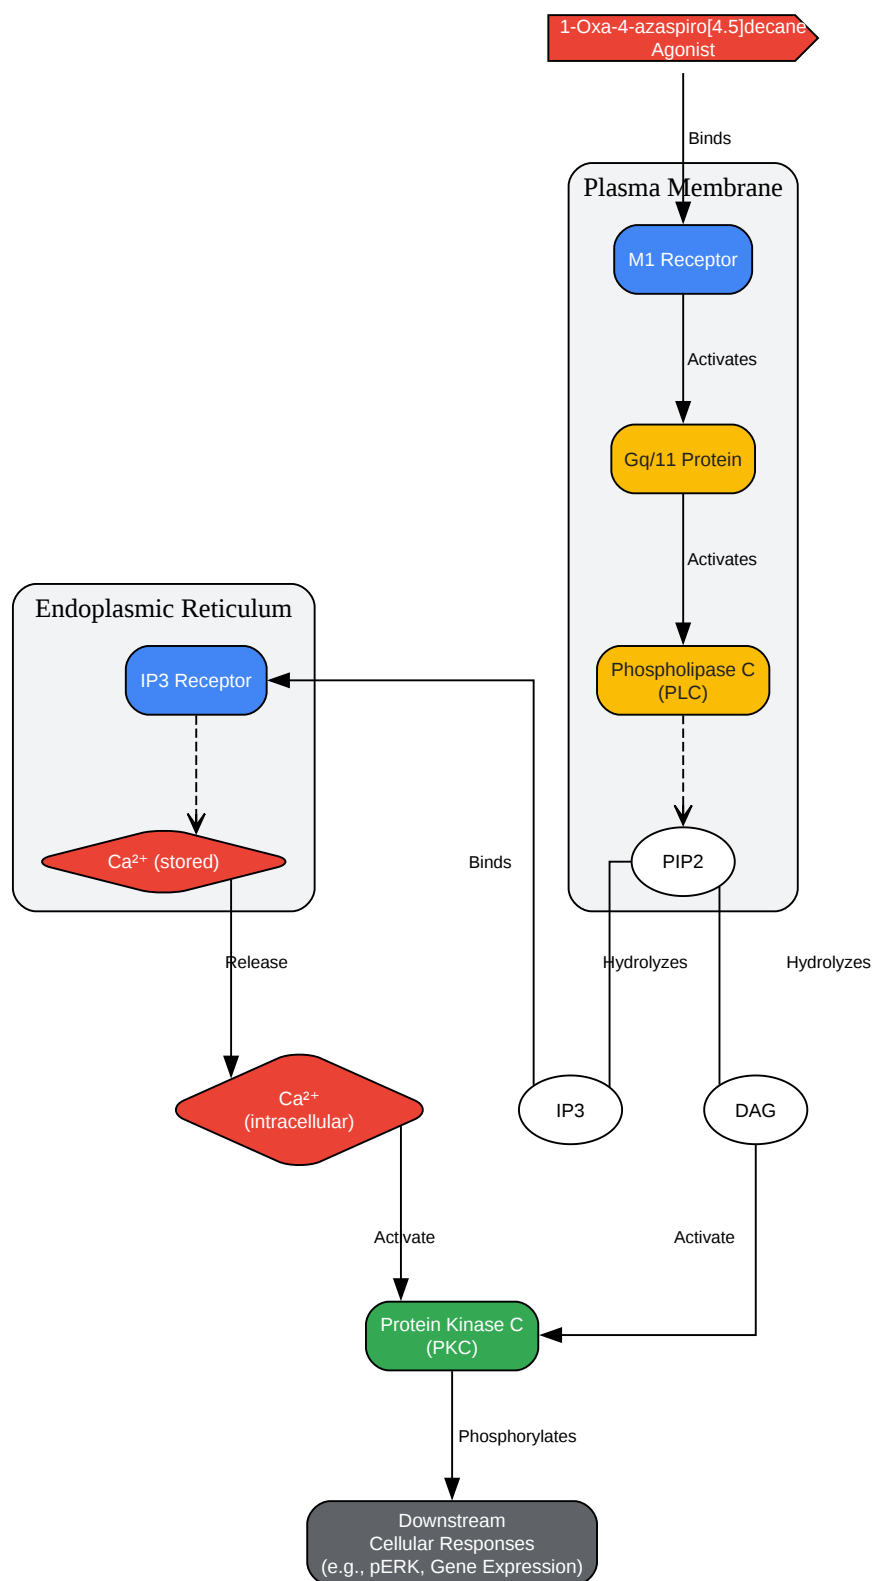 1-Oxa-4-azaspiro[4.5]decane
Agonist
Binds
Plasma Membrane
M1 Receptor
Activates
Gq/11 Protein
Activates
Endoplasmic Reticulum
IP3 Receptor
Phospholipase C
(PLC)
Ca²⁺ (stored)
Binds
PIP2
Release
Hydrolyzes
Hydrolyzes
Ca²⁺
(intracellular)
IP3
DAG
Activate
Activate
Protein Kinase C
(PKC)
Phosphorylates
Downstream
Cellular Responses
(e.g., pERK, Gene Expression)